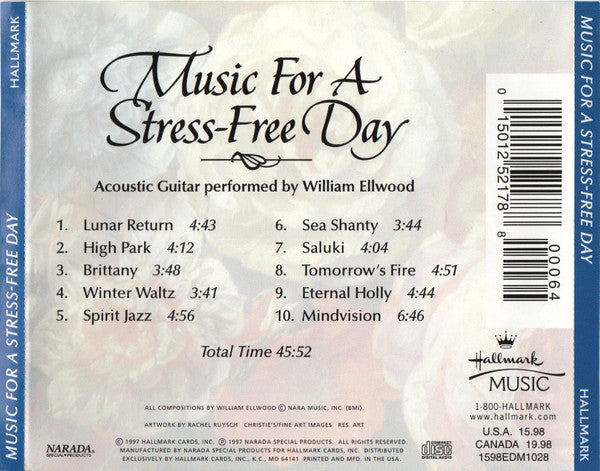 HALLMARK
MUSIC FOR A STRESS-FREE DAY
NARADA
SPECIAL•PRODUCTS
Music For A
Stress-Free Day
Acoustic Guitar performed by William Ellwood
1. Lunar Return 4:43
2. High Park 4:12
3. Brittany 3:48
4. Winter Waltz 3:41
5. Spirit Jazz 4:56
6. Sea Shanty 3:44
7. Saluki 4:04
8. Tomorrow's Fire 4:51
9. Eternal Holly 4:44
10. Mindvision 6:46
Total Time 45:52
ALL COMPOSITIONS BY WILLIAM ELLWOOD © NARA MUSIC, INC. (BMI).
ARTWORK BY RACHEL RUYSCH CHRISTIE'S/FINE ART IMAGES RES. ART
© 1997 HALLMARK CARDS, INC. ℗ 1997 NARADA SPECIAL PRODUCTS. ALL RIGHTS RESERVED.
MANUFACTURED BY NARADA SPECIAL PRODUCTS FOR HALLMARK CARDS, INC. DISTRIBUTED
EXCLUSIVELY BY HALLMARK CARDS, INC., K.C., MO 64141 PRINTED AND MFD. IN THE USA.
COMPACT
disc
DIGITAL AUDIO
0 15012 52178 8
00064
Hallmark
MUSIC
1-800-HALLMARK
www.hallmark.com
U.S.A. 15.98
CANADA 19.98
1598EDM1028
MUSIC FOR A STRESS-FREE DAY
HALLMARK